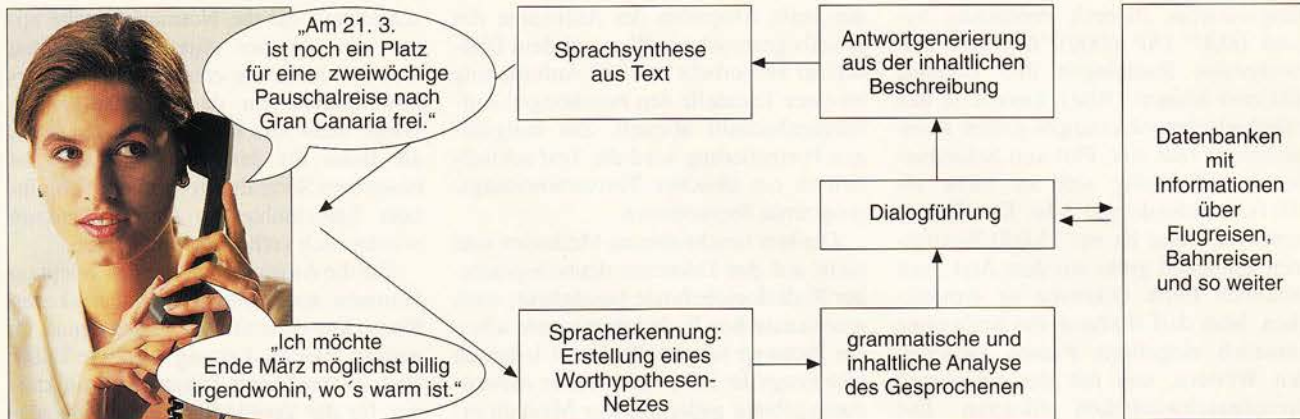 „Am 21. 3.
ist noch ein Platz
für eine zweiwöchige
Pauschalreise nach
Gran Canaria frei.“
Sprachsynthese
aus Text
Antwortgenerierung
aus der inhaltlichen
Beschreibung
Datenbanken
mit
Informationen
über
Flugreisen,
Bahnreisen
und so weiter
Dialogführung
„Ich möchte
Ende März möglichst billig
irgendwohin, wo´s warm ist.“
Spracherkennung:
Erstellung eines
Worthypothesen-
Netzes
grammatische und
inhaltliche Analyse
des Gesprochenen